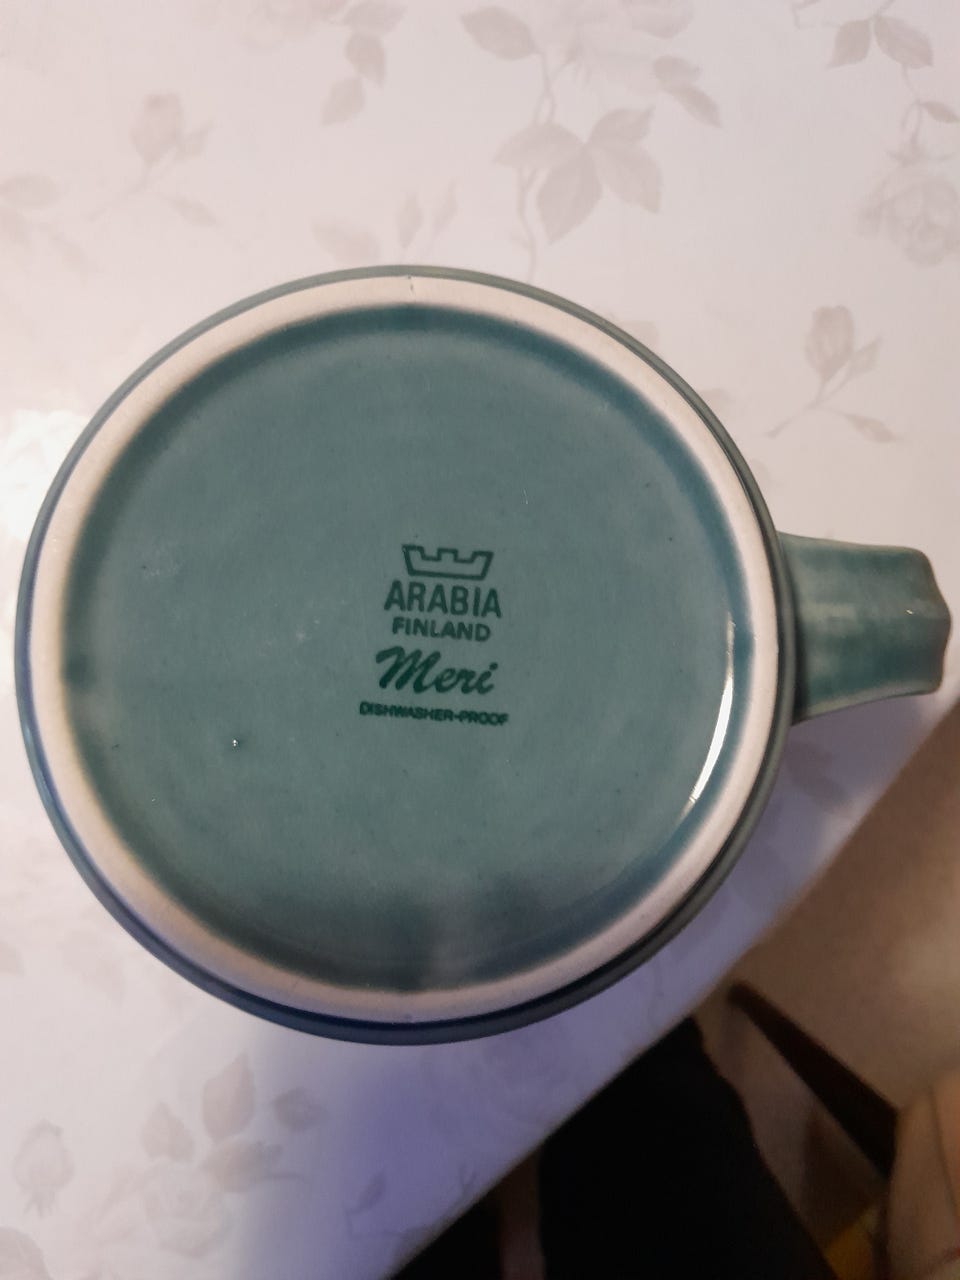 ARABIA
FINLAND
Meri
DISHWASHER-PROOF